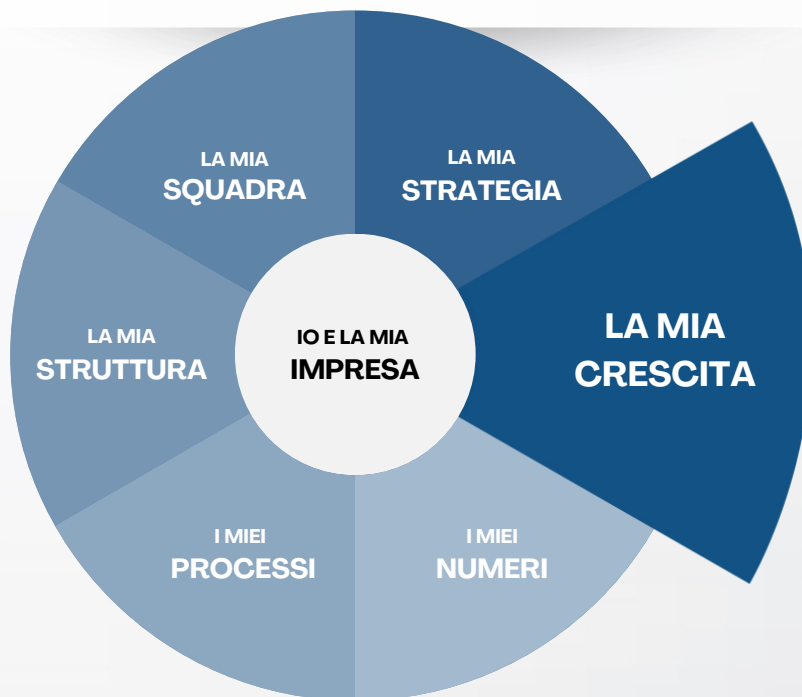 LA MIA
SQUADRA
LA MIA
STRATEGIA
LA MIA
CRESCITA
I MIEI
NUMERI
I MIEI
PROCESSI
LA MIA
STRUTTURA
IO E LA MIA
IMPRESA